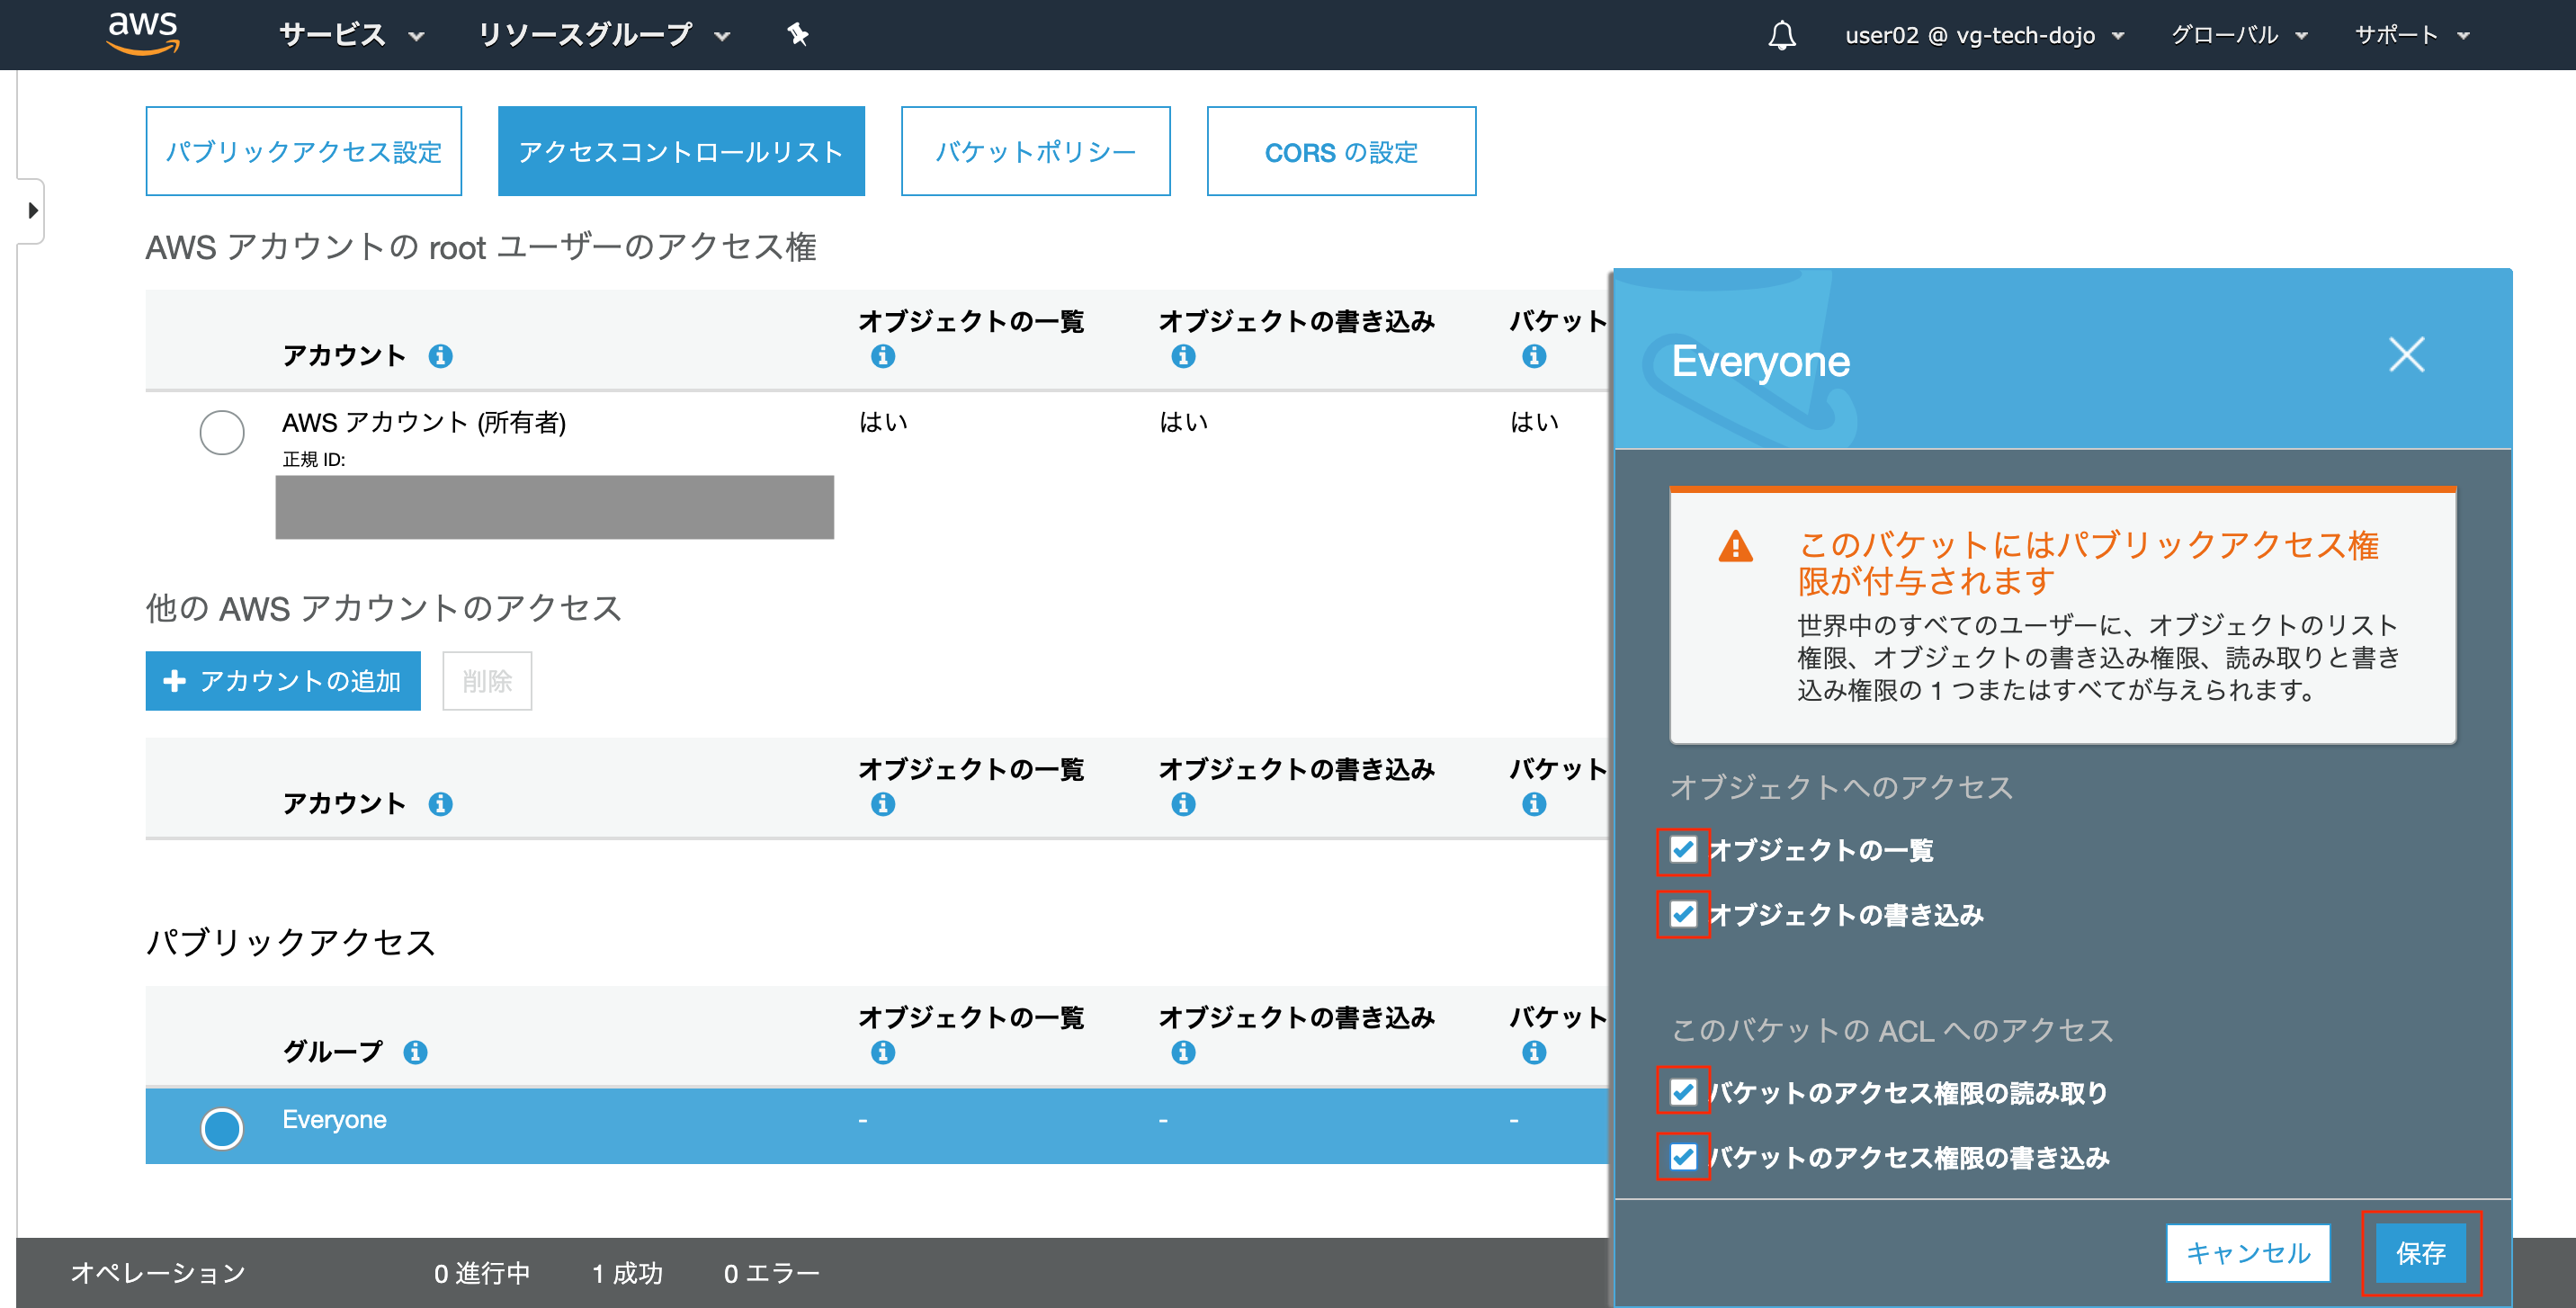 aws サービス リソースグループ user02 @ vg-tech-dojo グローバル サポート
パブリックアクセス設定 アクセスコントロールリスト バケットポリシー CORS の設定
AWS アカウントの root ユーザーのアクセス権
アカウント オブジェクトの一覧 オブジェクトの書き込み バケット
AWS アカウント (所有者) はい はい はい
正規 ID:
他の AWS アカウントのアクセス
アカウントの追加 削除
アカウント オブジェクトの一覧 オブジェクトの書き込み バケット
パブリックアクセス
グループ オブジェクトの一覧 オブジェクトの書き込み バケット
Everyone - - -
オペレーション 0 進行中 1 成功 0 エラー
Everyone
このバケットにはパブリックアクセス権
限が付与されます
世界中のすべてのユーザーに、オブジェクトのリスト
権限、オブジェクトの書き込み権限、読み取りと書き
込み権限の 1 つまたはすべてが与えられます。
オブジェクトへのアクセス
オブジェクトの一覧
オブジェクトの書き込み
このバケットの ACL へのアクセス
バケットのアクセス権限の読み取り
バケットのアクセス権限の書き込み
キャンセル 保存